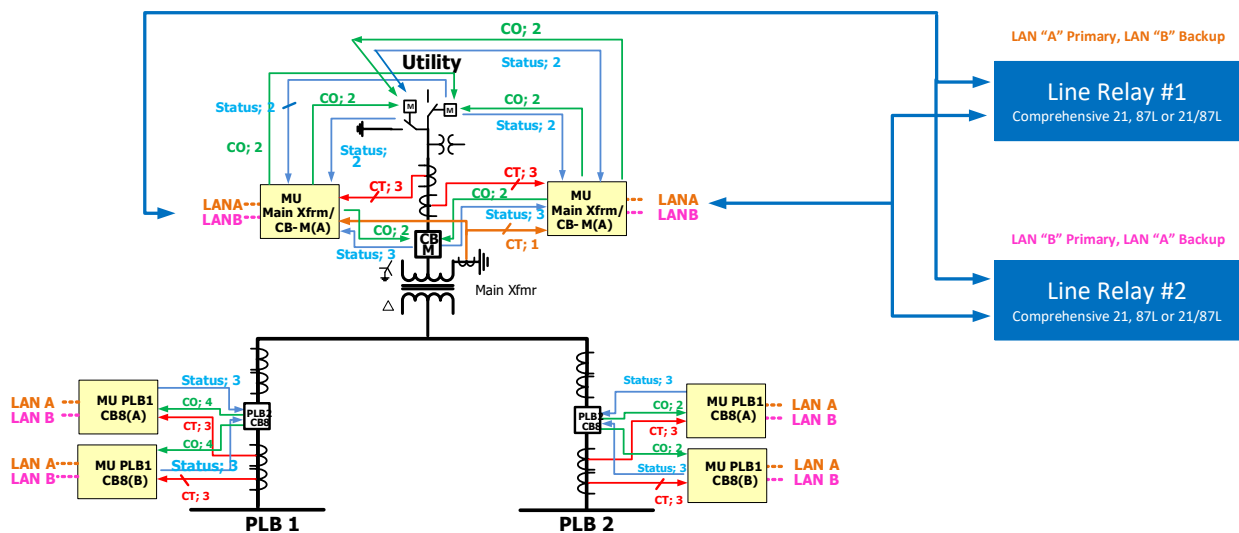 CO; 2
LAN “A” Primary, LAN “B” Backup
Utility
Status; 2
Line Relay #1
Comprehensive 21, 87L or 21/87L
CO; 2
CO; 2
Status; 2
M
M
CO; 2
Status;
2
CT; 3
CT; 3
MU
Main Xfrm/
CB-M(A)
LANA
LANB
CO; 2
MU
Main Xfrm/
CB-M(A)
LANA
LANB
CO; 2
Status; 3
Status; 3
CB
M
CT; 1
LAN “B” Primary, LAN “A” Backup
Line Relay #2
Comprehensive 21, 87L or 21/87L
Main Xfmr
Status; 3
LAN A
LAN B
MU PLB1
CB8(A)
CO; 4
CT; 3
PLB2
CB8
CO; 4
LAN A
LAN B
MU PLB1
CB8(B)
Status; 3
CT; 3
PLB 1
Status; 3
CO; 2
CT; 3
PLB2
CB8
MU PLB1
CB8(A)
LAN A
LAN B
CO; 2
Status; 3
CT; 3
MU PLB1
CB8(B)
LAN A
LAN B
PLB 2